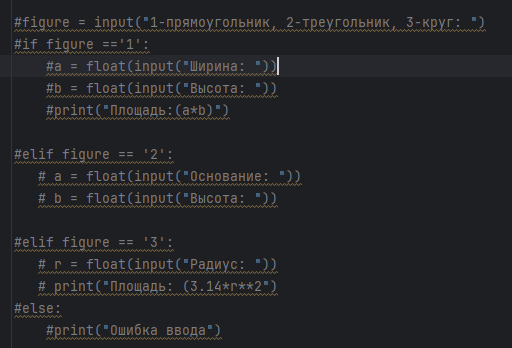 #figure = input("1-прямоугольник, 2-треугольник, 3-круг: ")
#if figure =='1':
#a = float(input("Ширина: "))
#b = float(input("Высота: "))
#print("Площадь:(a*b)")
#elif figure == '2':
# a = float(input("Основание: "))
# b = float(input("Высота: "))
#elif figure == '3':
# r = float(input("Радиус: "))
# print("Площадь: (3.14*r**2")
#else:
#print("Ошибка ввода")